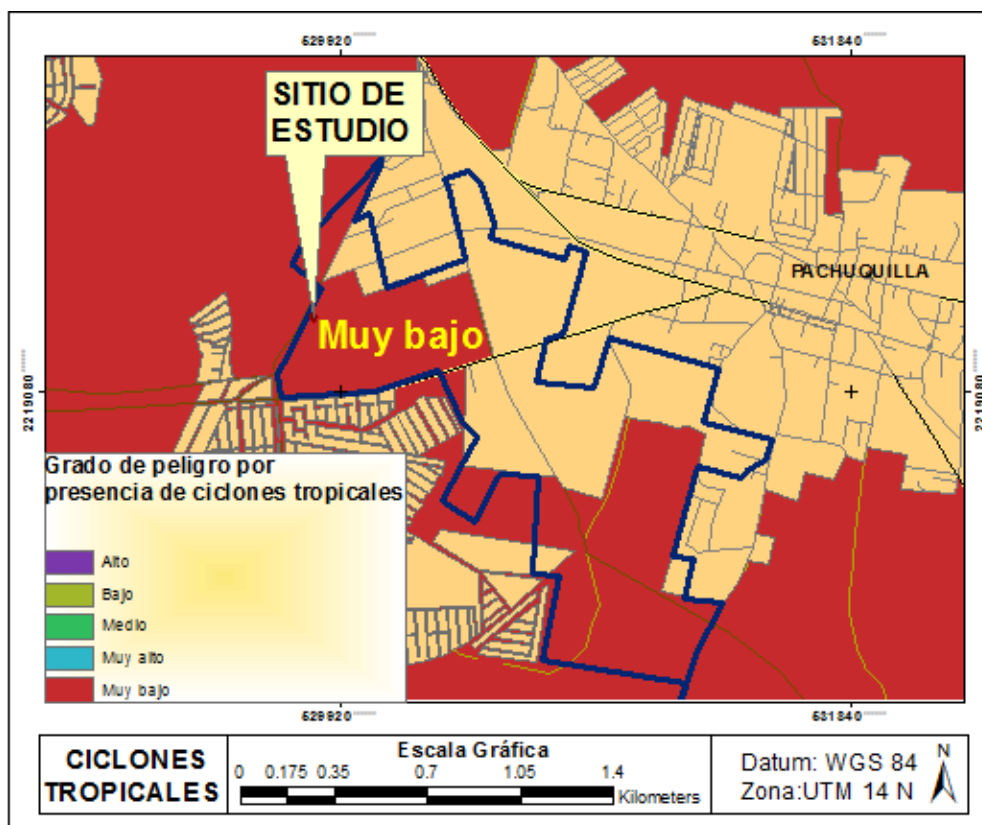 529920
531840
SITIO DE
ESTUDIO
PACHUQUILLA
Muy bajo
2219080
2219080
Grado de peligro por
presencia de ciclones tropicales
Alto
Bajo
Medio
Muy alto
Muy bajo
529920
531840
CICLONES
TROPICALES
Escala Gráfica
0 0.175 0.35 0.7 1.05 1.4
Kilometers
Datum: WGS 84
Zona:UTM 14 N
N